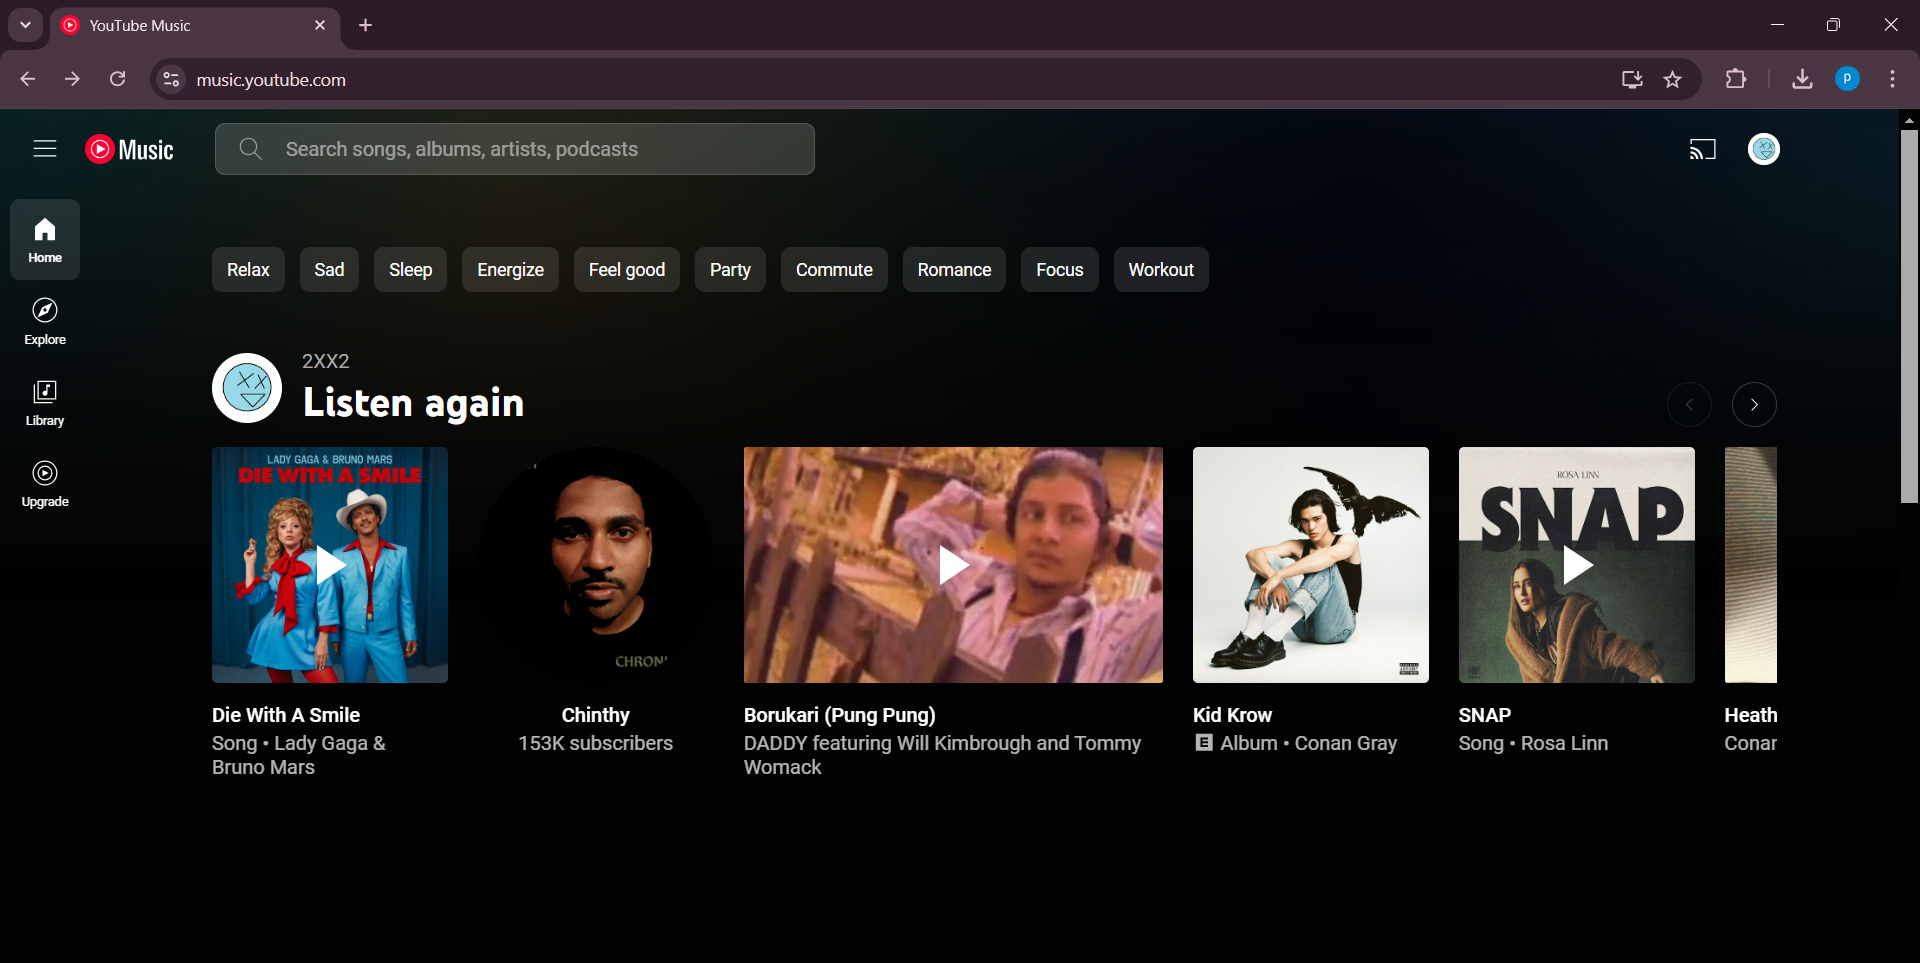 YouTube Music
music.youtube.com
P
Music
Search songs, albums, artists, podcasts
Home
Explore
Library
Upgrade
Relax
Sad
Sleep
Energize
Feel good
Party
Commute
Romance
Focus
Workout
2XX2
Listen again
LADY GAGA & BRUNO MARS
DIE WITH A SMILE
CHRON'
ROSA LINN
SNAP
Die With A Smile
Song • Lady Gaga &
Bruno Mars
Chinthy
153K subscribers
Borukari (Pung Pung)
DADDY featuring Will Kimbrough and Tommy
Womack
Kid Krow
E Album • Conan Gray
SNAP
Song • Rosa Linn
Heath
Conar